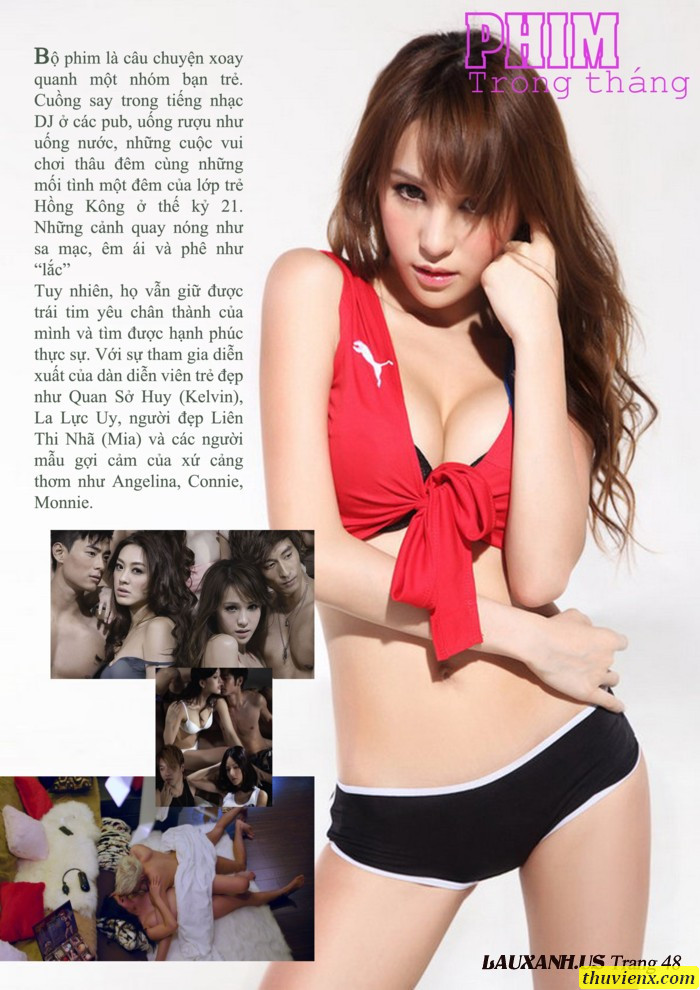 PHIM
Trong tháng
Bộ phim là câu chuyện xoay
quanh một nhóm bạn trẻ.
Cuồng say trong tiếng nhạc
DJ ở các pub, uống rượu như
uống nước, những cuộc vui
chơi thâu đêm cùng những
mối tình một đêm của lớp trẻ
Hồng Kông ở thế kỷ 21.
Những cảnh quay nóng như
sa mạc, êm ái và phê như
“lắc”
Tuy nhiên, họ vẫn giữ được
trái tim yêu chân thành của
mình và tìm được hạnh phúc
thực sự. Với sự tham gia diễn
xuất của dàn diễn viên trẻ đẹp
như Quan Sở Huy (Kelvin),
La Lực Uy, người đẹp Liên
Thi Nhã (Mia) và các người
mẫu gợi cảm của xứ cảng
thơm như Angelina, Connie,
Monnie.
LAUXANH.US Trang 48
thuvienx.com